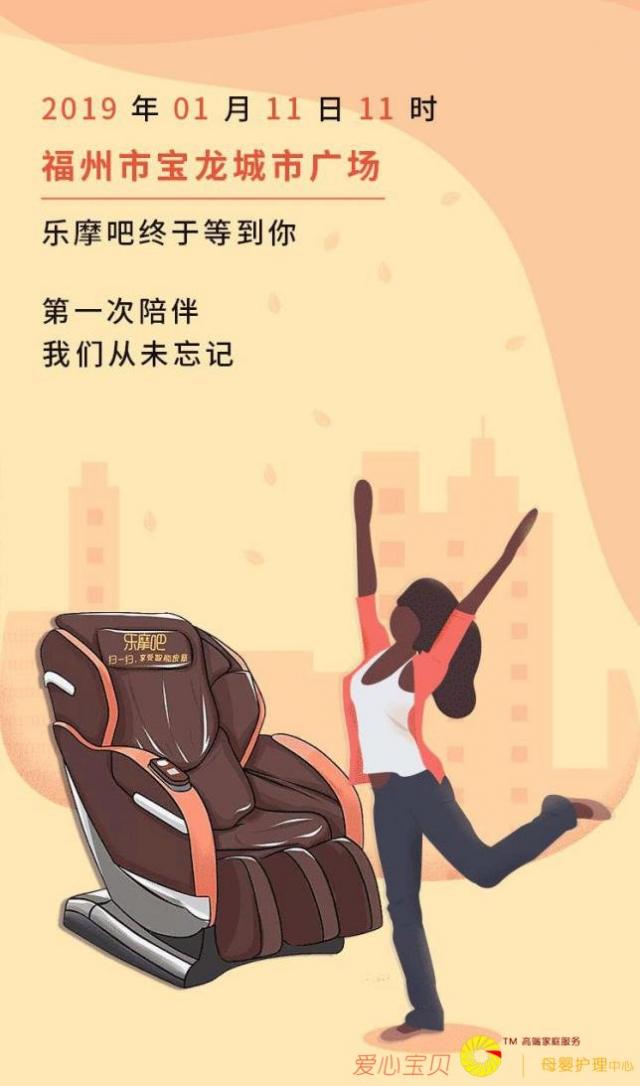 2019 年 01 月 11 日 11 时
福州市宝龙城市广场
乐摩吧终于等到你
第一次陪伴
我们从未忘记
乐摩吧
扫一扫,享受智能按摩
TM 高端家庭服务
爱心宝贝 | 母婴护理中心